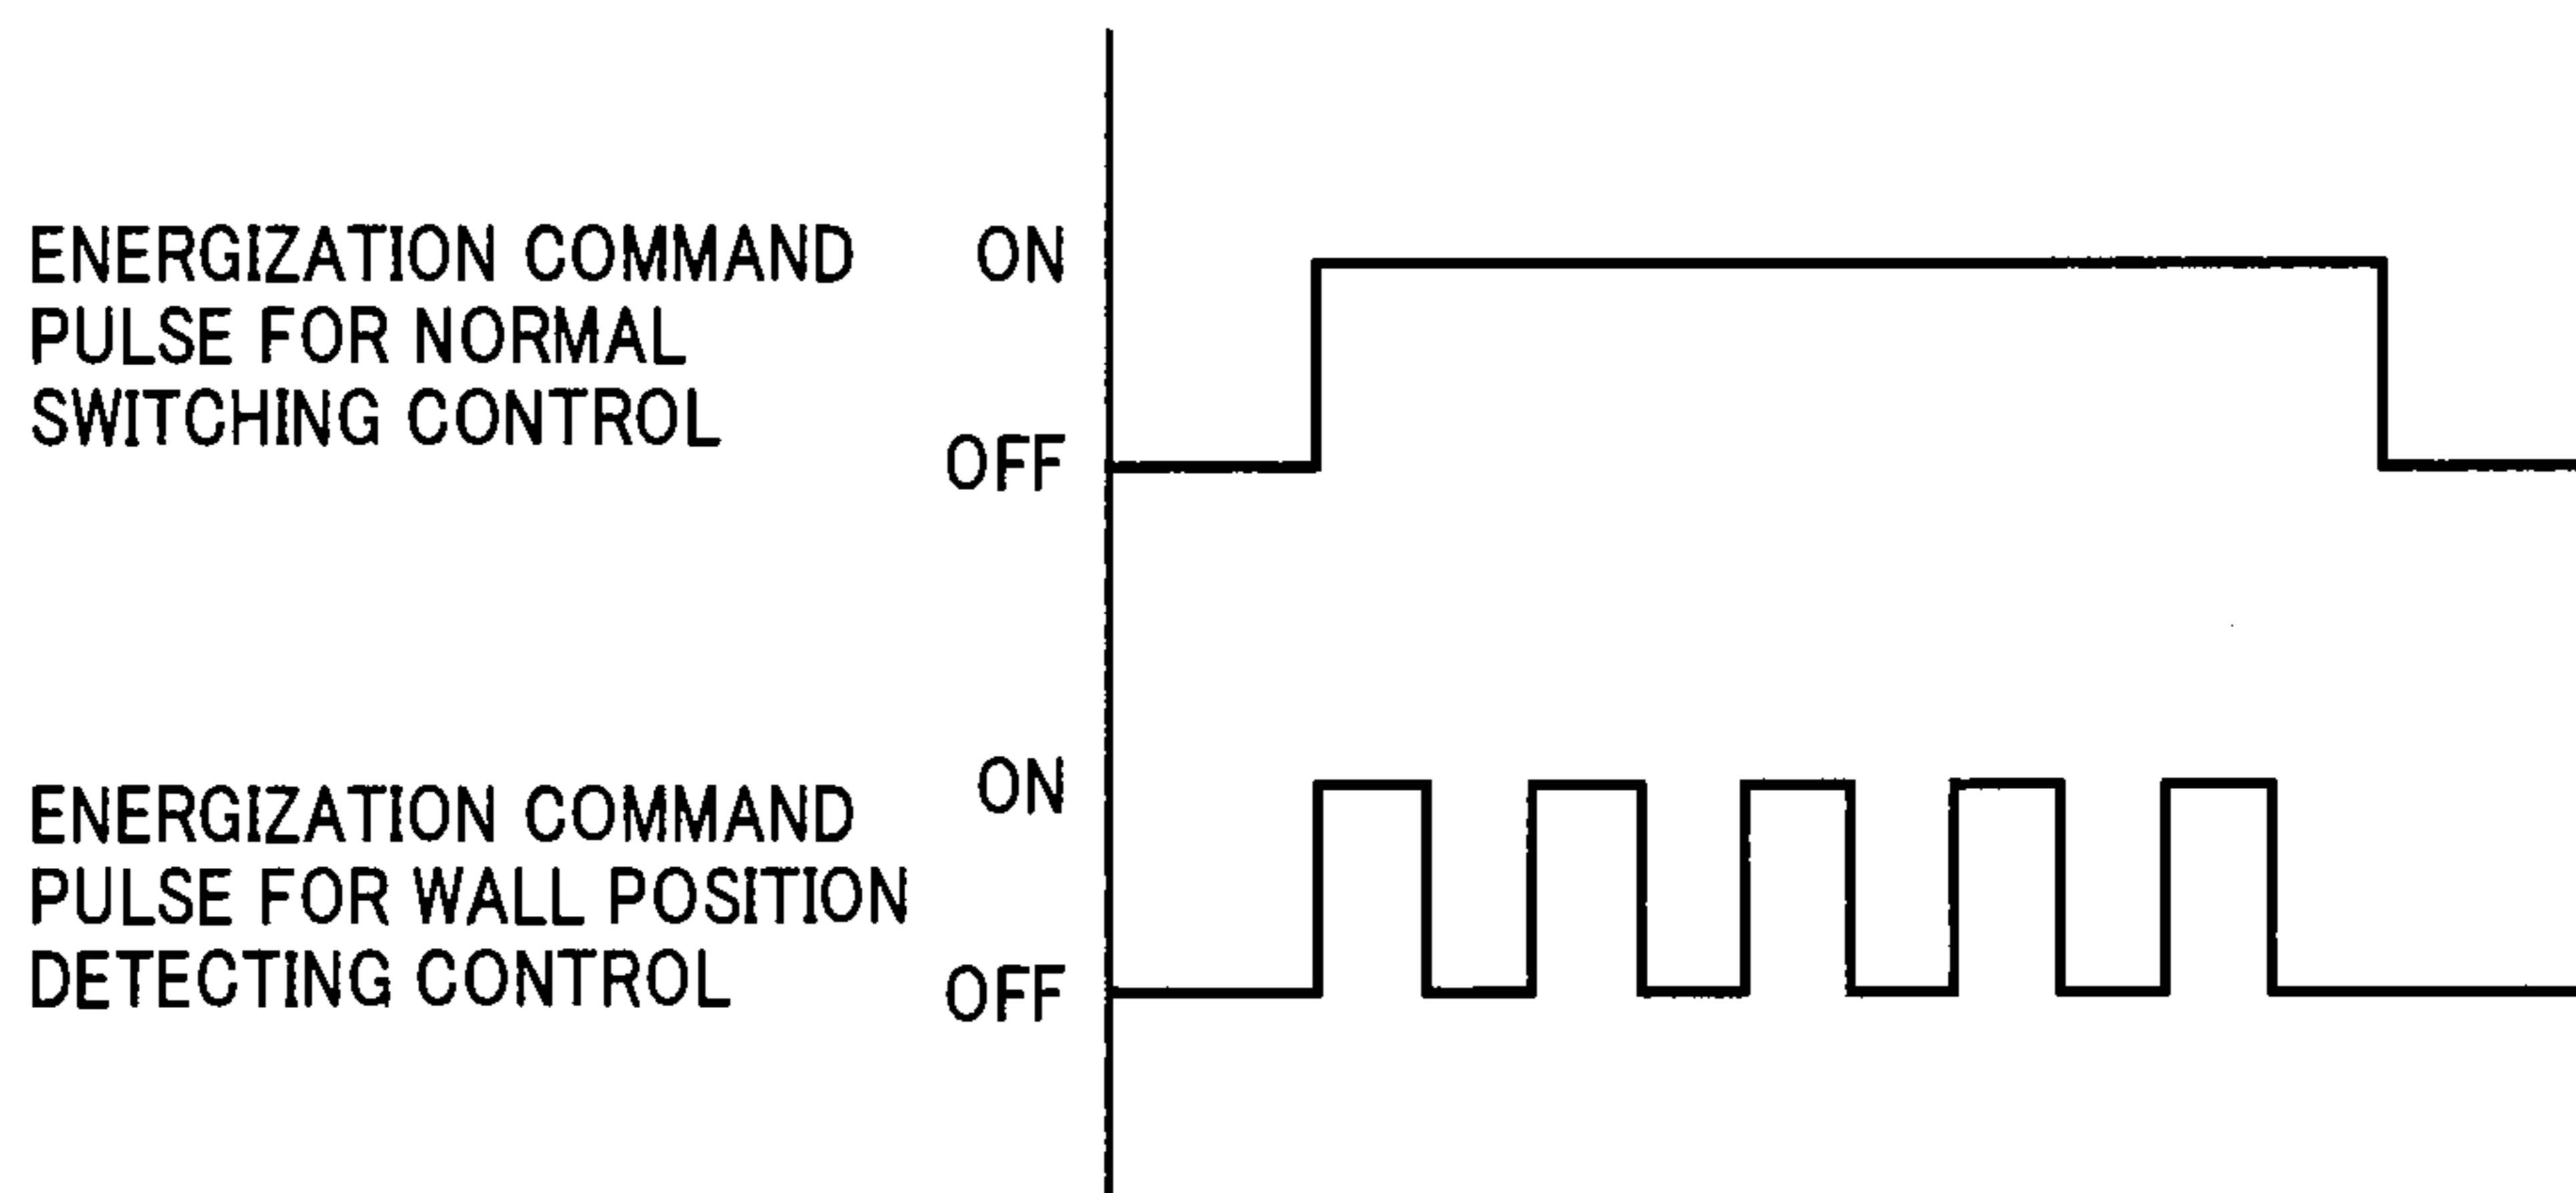 ENERGIZATION COMMAND
PULSE FOR NORMAL
SWITCHING CONTROL
ON
OFF
ENERGIZATION COMMAND
PULSE FOR WALL POSITION
DETECTING CONTROL
ON
OFF